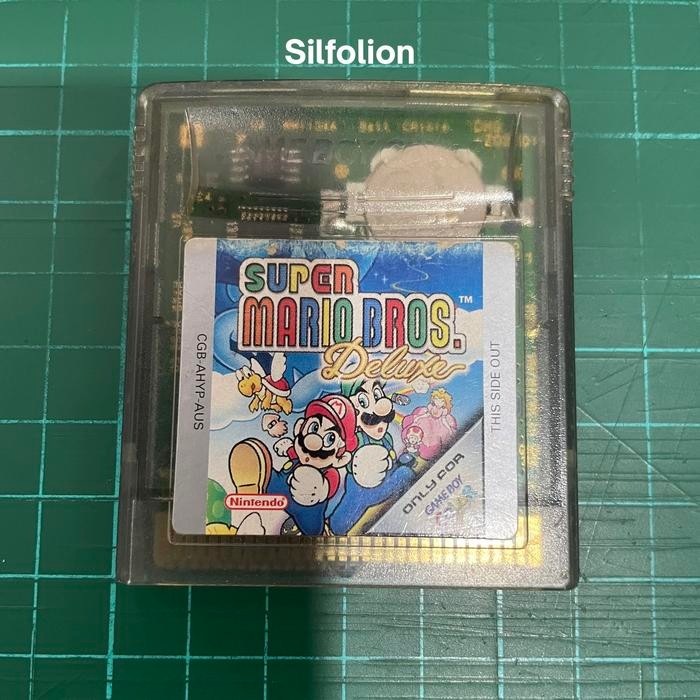 Silfolion
GAME BOY
SUPER
MARIO BROS.
™
Deluxe
CGB-AHYP-AUS
THIS SIDE OUT
ONLY FOR
GAME BOY
COLOR
Nintendo